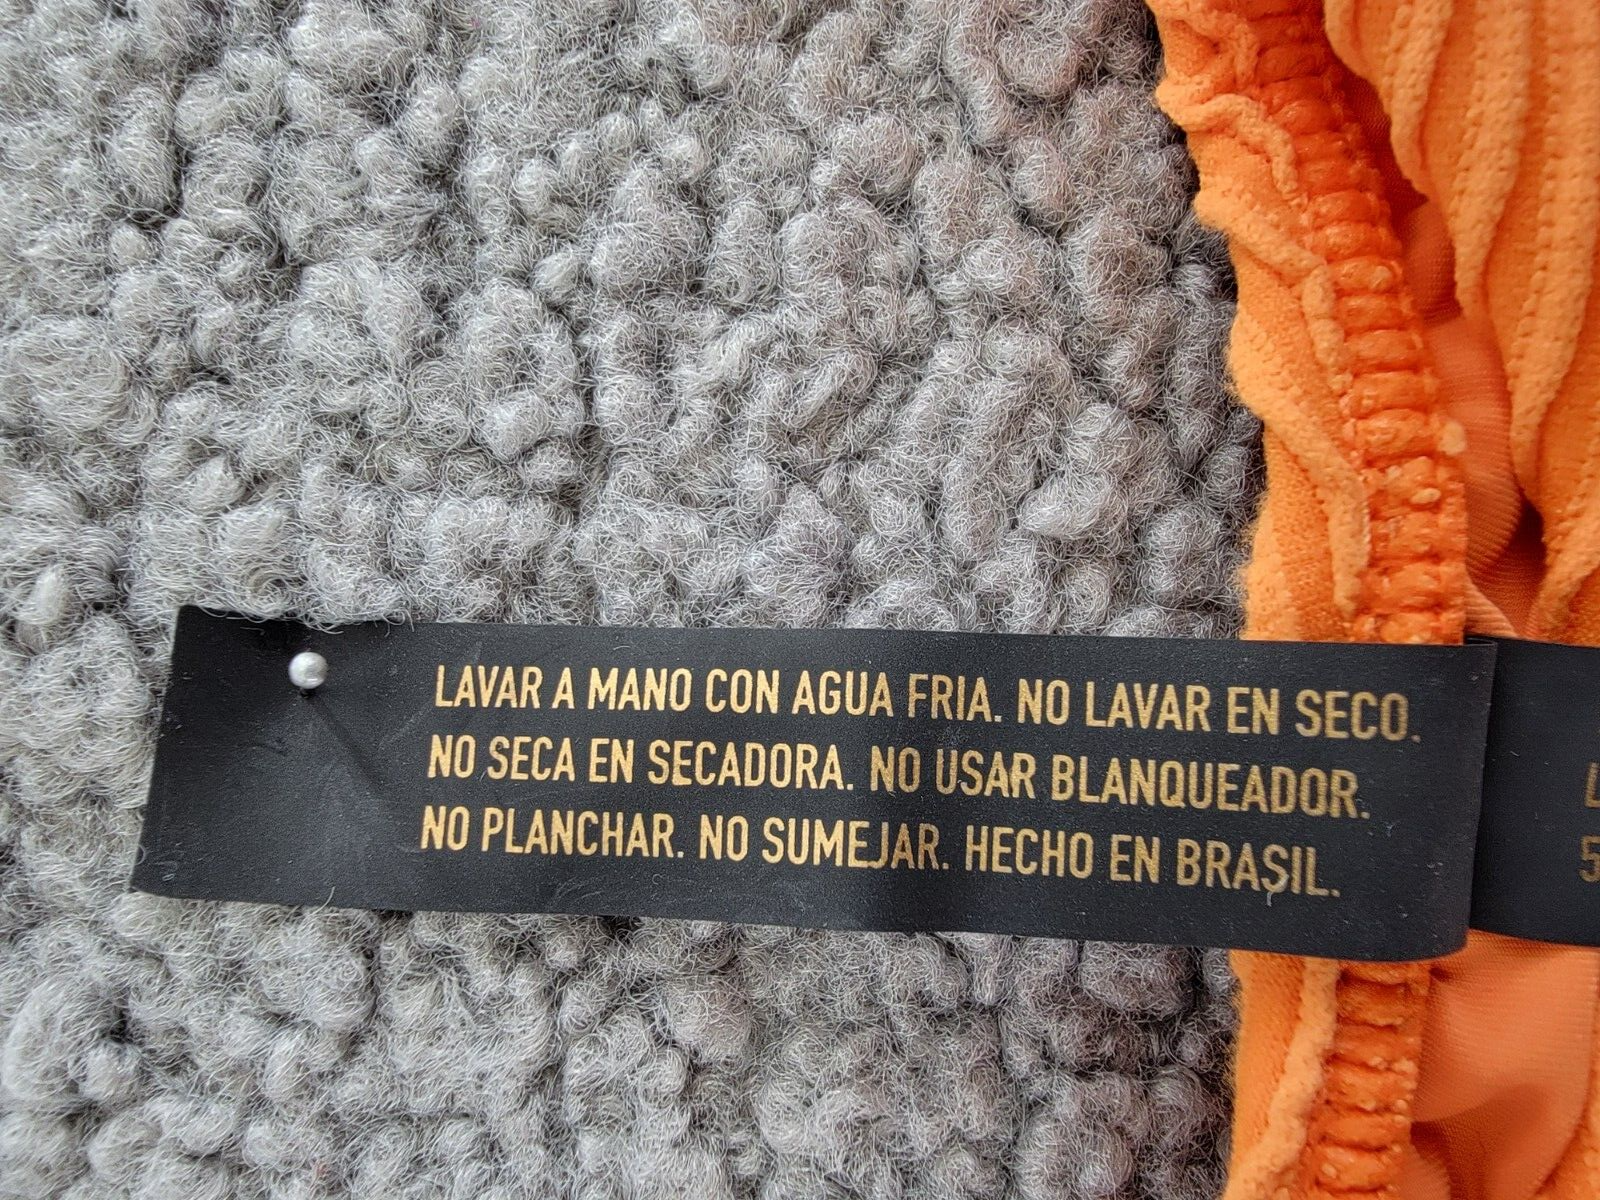 LAVAR A MANO CON AGUA FRIA. NO LAVAR EN SECO.
NO SECA EN SECADORA. NO USAR BLANQUEADOR.
NO PLANCHAR. NO SUMEJAR. HECHO EN BRASIL.
L
5